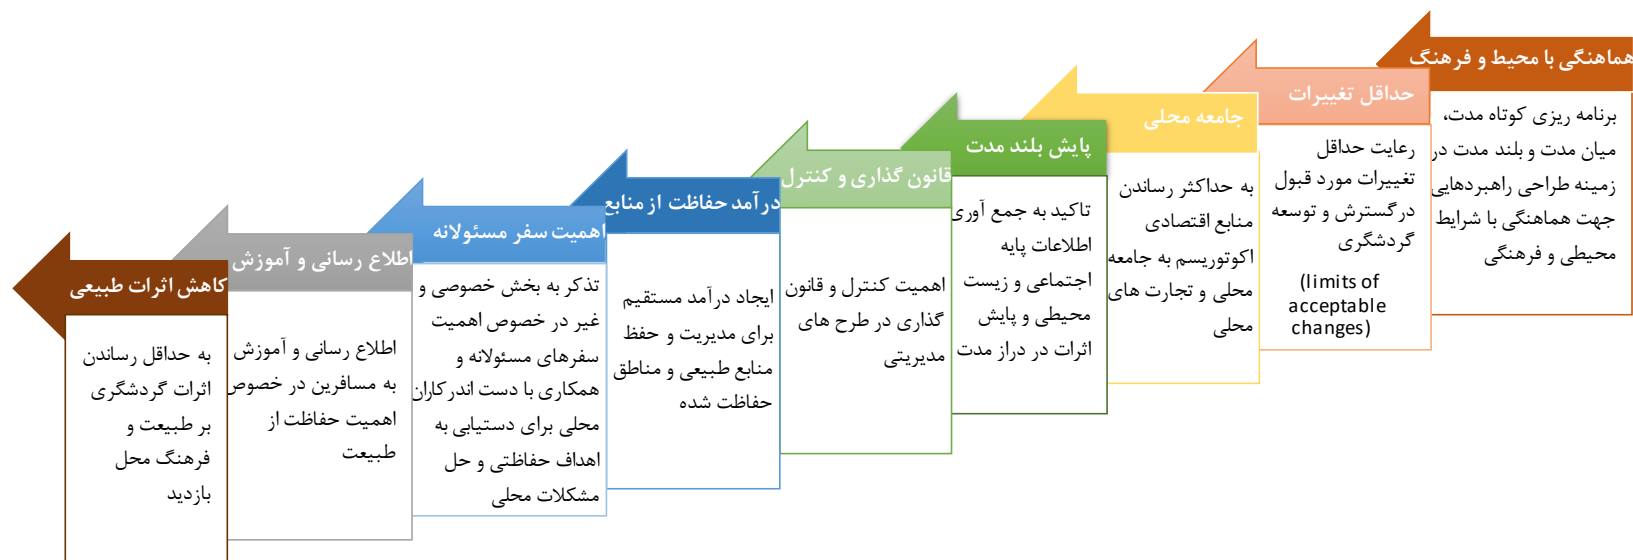 هماهنگی با محیط و فرهنگ
برنامه ریزی کوتاه مدت،
میان مدت و بلند مدت در
زمینه طراحی راهبردهایی
جهت هماهنگی با شرایط
محیطی و فرهنگی
حداقل تغییرات
رعایت حداقل
تغییرات مورد قبول
در گسترش و توسعه
گردشگری
(limits of
acceptable
changes)
جامعه محلی
به حداکثر رساندن
منابع اقتصادی
اکوتوریسم به جامعه
محلی و تجارت های
محلی
پایش بلند مدت
تاکید به جمع آوری
اطلاعات پایه
اجتماعی و زیست
محیطی و پایش
اثرات در دراز مدت
قانون گذاری و کنترل
اهمیت کنترل و قانون
گذاری در طرح های
مدیریتی
درآمد حفاظت از منابع
ایجاد درآمد مستقیم
برای مدیریت و حفظ
منابع طبیعی و مناطق
حفاظت شده
اهمیت سفر مسئولانه
تذکر به بخش خصوصی و
غیر در خصوص اهمیت
سفرهای مسئولانه و
همکاری با دست اندرکاران
محلی برای دستیابی به
اهداف حفاظتی و حل
مشکلات محلی
اطلاع رسانی و آموزش
اطلاع رسانی و آموزش
به مسافرین در خصوص
اهمیت حفاظت از
طبیعت
کاهش اثرات طبیعی
به حداقل رساندن
اثرات گردشگری
بر طبیعت و
فرهنگ محل
بازدید